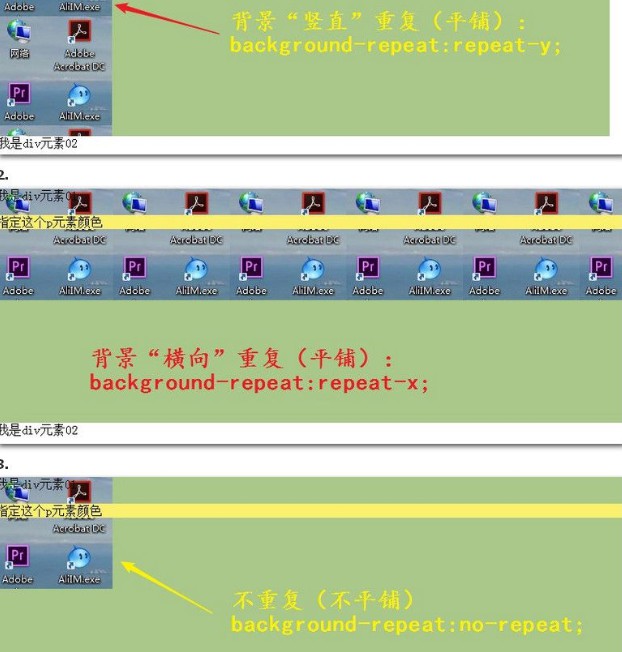 Adobe AliIM.exe
背景“竖直”重复（平铺）：
background-repeat:repeat-y;
网络 Adobe
Acrobat DC
Adobe AliIM.exe
我是div元素02
2.
我是div元素0
指定这个p元素颜色
Acrobat DC Acrobat DC Acrobat DC Acrobat DC Acrobat DC
Pr Pr Pr Pr Pr Pr
Adobe AliIM.exe Adobe AliIM.exe Adobe AliIM.exe Adobe AliIM.exe Adobe AliIM.exe Adobe
背景“横向”重复（平铺）：
background-repeat:repeat-x;
我是div元素02
3.
我是div元素0
指定这个p元素颜色
Acrobat DC
Pr
Adobe AliIM.exe
不重复（不平铺）
background-repeat:no-repeat;